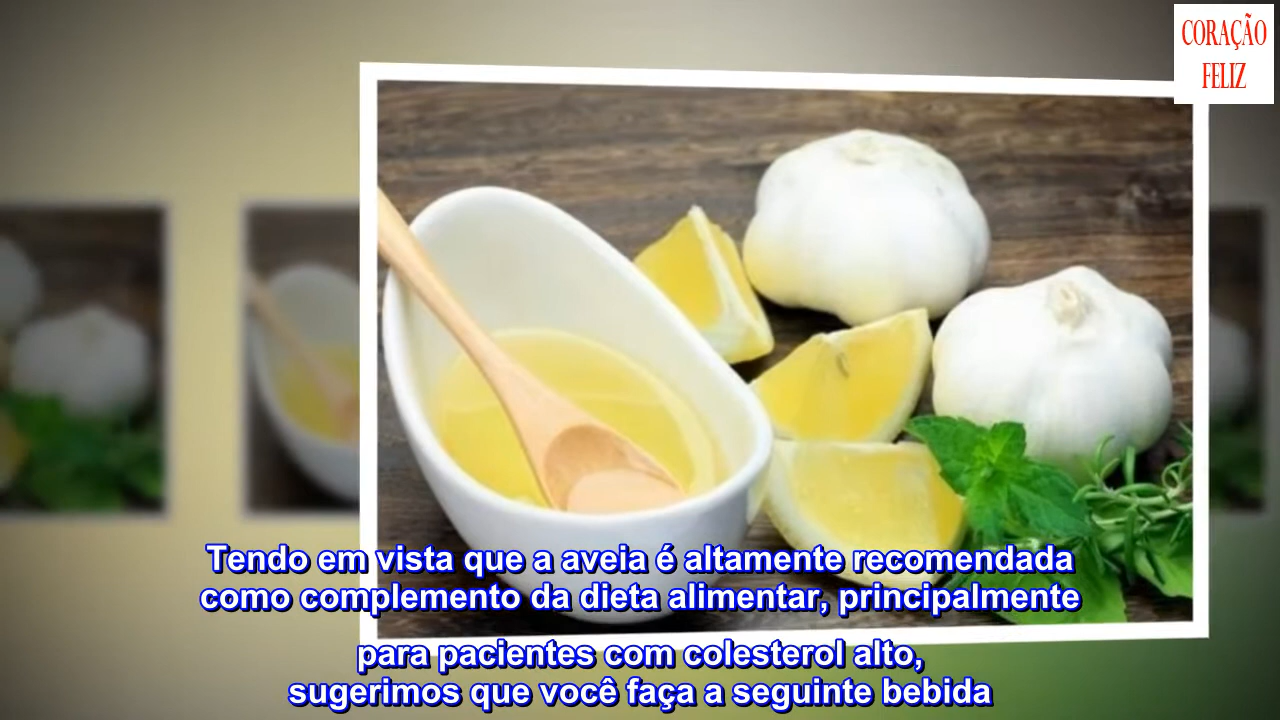 CORAÇÃO
FELIZ
Tendo em vista que a aveia é altamente recomendada
como complemento da dieta alimentar, principalmente
para pacientes com colesterol alto,
sugerimos que você faça a seguinte bebida